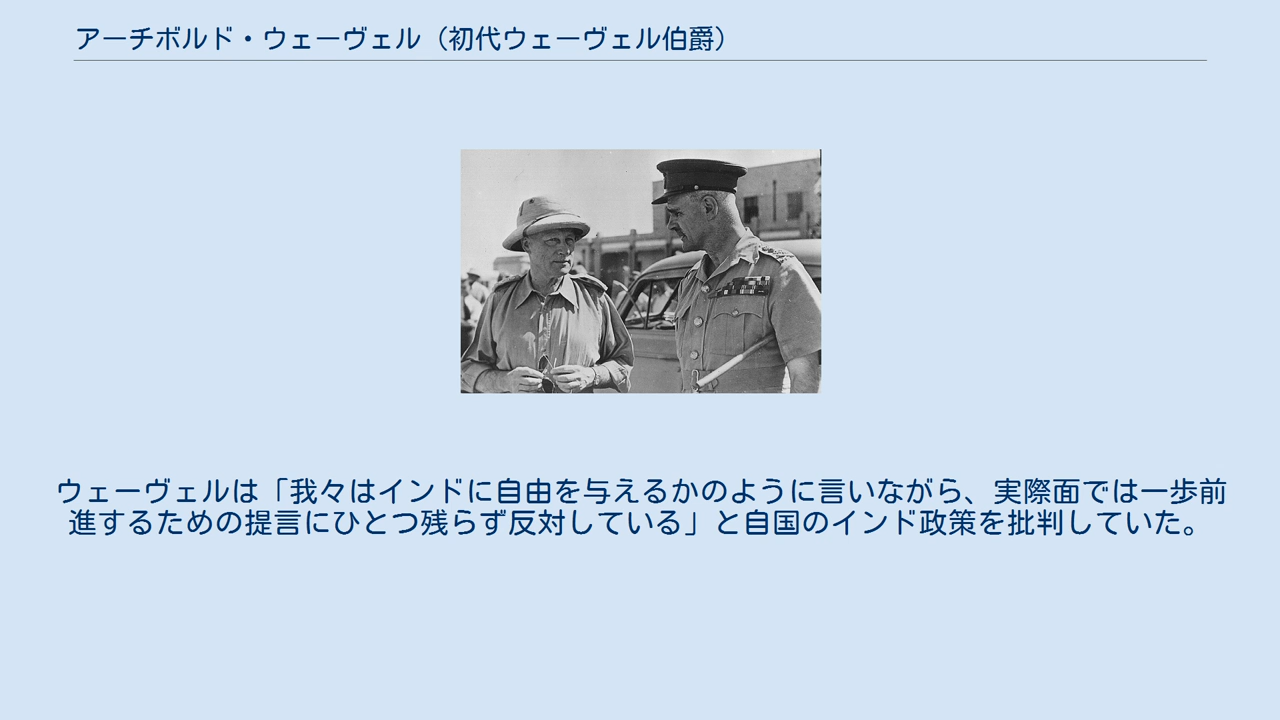 アーチボルド・ウェーヴェル（初代ウェーヴェル伯爵）
ウェーヴェルは「我々はインドに自由を与えるかのように言いながら、実際面では一歩前
進するための提言にひとつ残らず反対している」と自国のインド政策を批判していた。